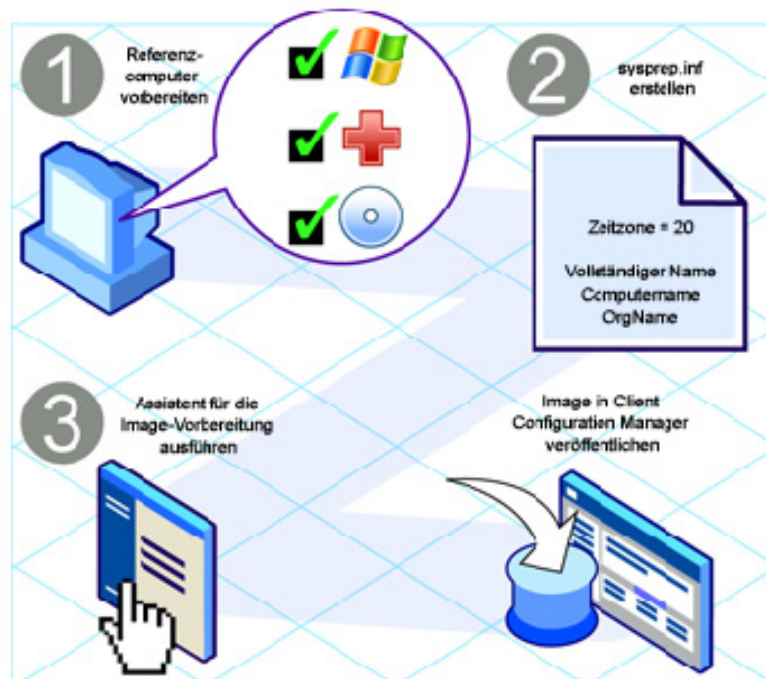 1
Referenz-
computer
vorbereiten
2
sysprep.inf
erstellen
Zeitzone = 20
Vollständiger Name
Computername
OrgName
3
Assistent für die
Image-Vorbereitung
ausführen
Image in Client
Configuration Manager
veröffentlichen